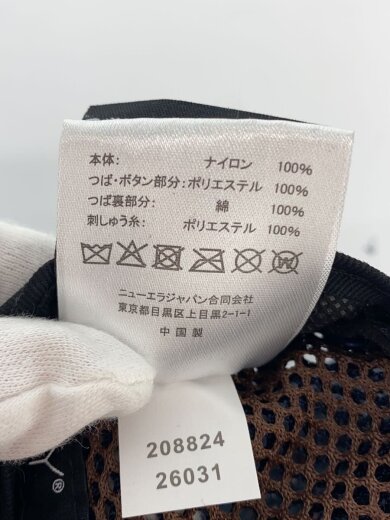 本体: ナイロン 100%
つば・ボタン部分: ポリエステル 100%
つば裏部分: 綿 100%
刺しゅう糸: ポリエステル 100%
ニューエラジャパン合同会社
東京都目黒区上目黒2-1-1
中国製
208824
26031
Y®